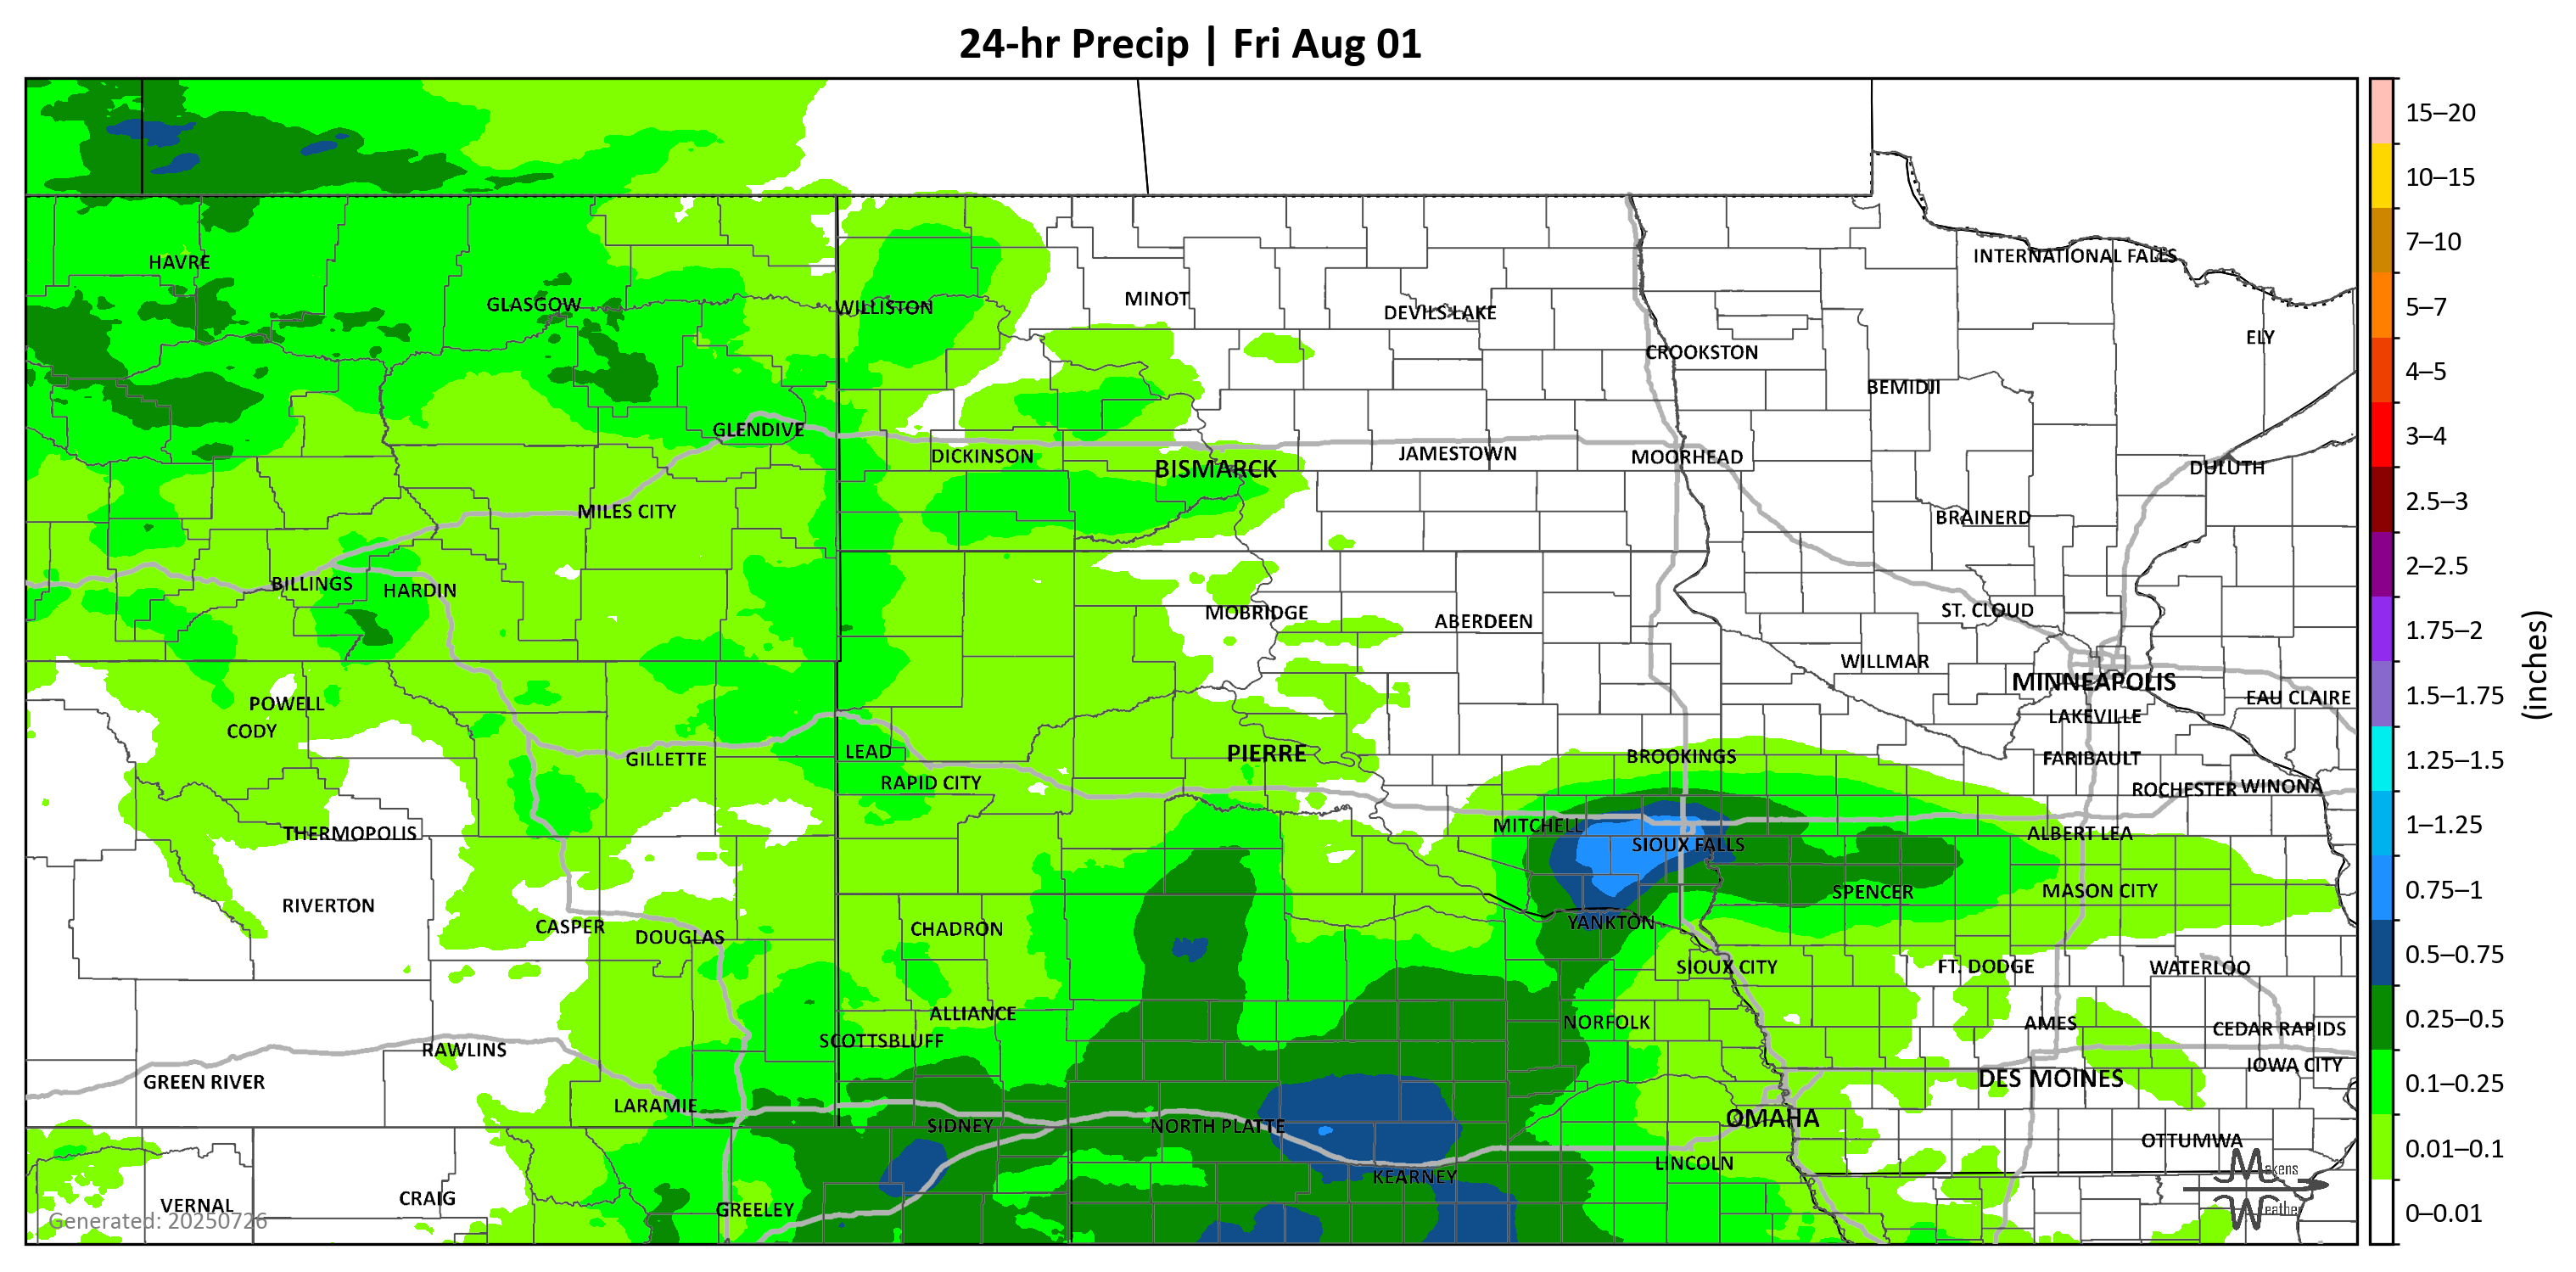 24-hr Precip | Fri Aug 01
15–20
10–15
INTERNATIONAL FALLS
7–10
HAVRE
MINOT
GLASGOW
WILLISTON
DEVILS LAKE
5–7
ELY
CROOKSTON
BEMIDJI
4–5
GLENDIVE
3–4
DICKINSON
BISMARCK
JAMESTOWN
MOORHEAD
DULUTH
2.5–3
MILES CITY
BRAINERD
2–2.5
BILLINGS
HARDIN
MOBRIDGE
ABERDEEN
ST. CLOUD
1.75–2
WILLMAR
MINNEAPOLIS
(inches)
POWELL
EAU CLAIRE
1.5–1.75
CODY
LAKEVILLE
GILLETTE
LEAD
PIERRE
BROOKINGS
FARIBAULT
1.25–1.5
RAPID CITY
ROCHESTER
WINONA
THERMOPOLIS
MITCHELL
ALBERT LEA
1–1.25
SIOUX FALLS
RIVERTON
SPENCER
MASON CITY
0.75–1
CASPER
DOUGLAS
CHADRON
YANKTON
SIOUX CITY
FT. DODGE
WATERLOO
0.5–0.75
ALLIANCE
NORFOLK
AMES
CEDAR RAPIDS
0.25–0.5
SCOTTSBLUFF
RAWLINS
GREEN RIVER
IOWA CITY
DES MOINES
0.1–0.25
LARAMIE
SIDNEY
NORTH PLATTE
OMAHA
OTTUMWA
0.01–0.1
LINCOLN
KEARNEY
Makens
VERNAL
CRAIG
GREELEY
Weather
0–0.01
Generated: 20250726